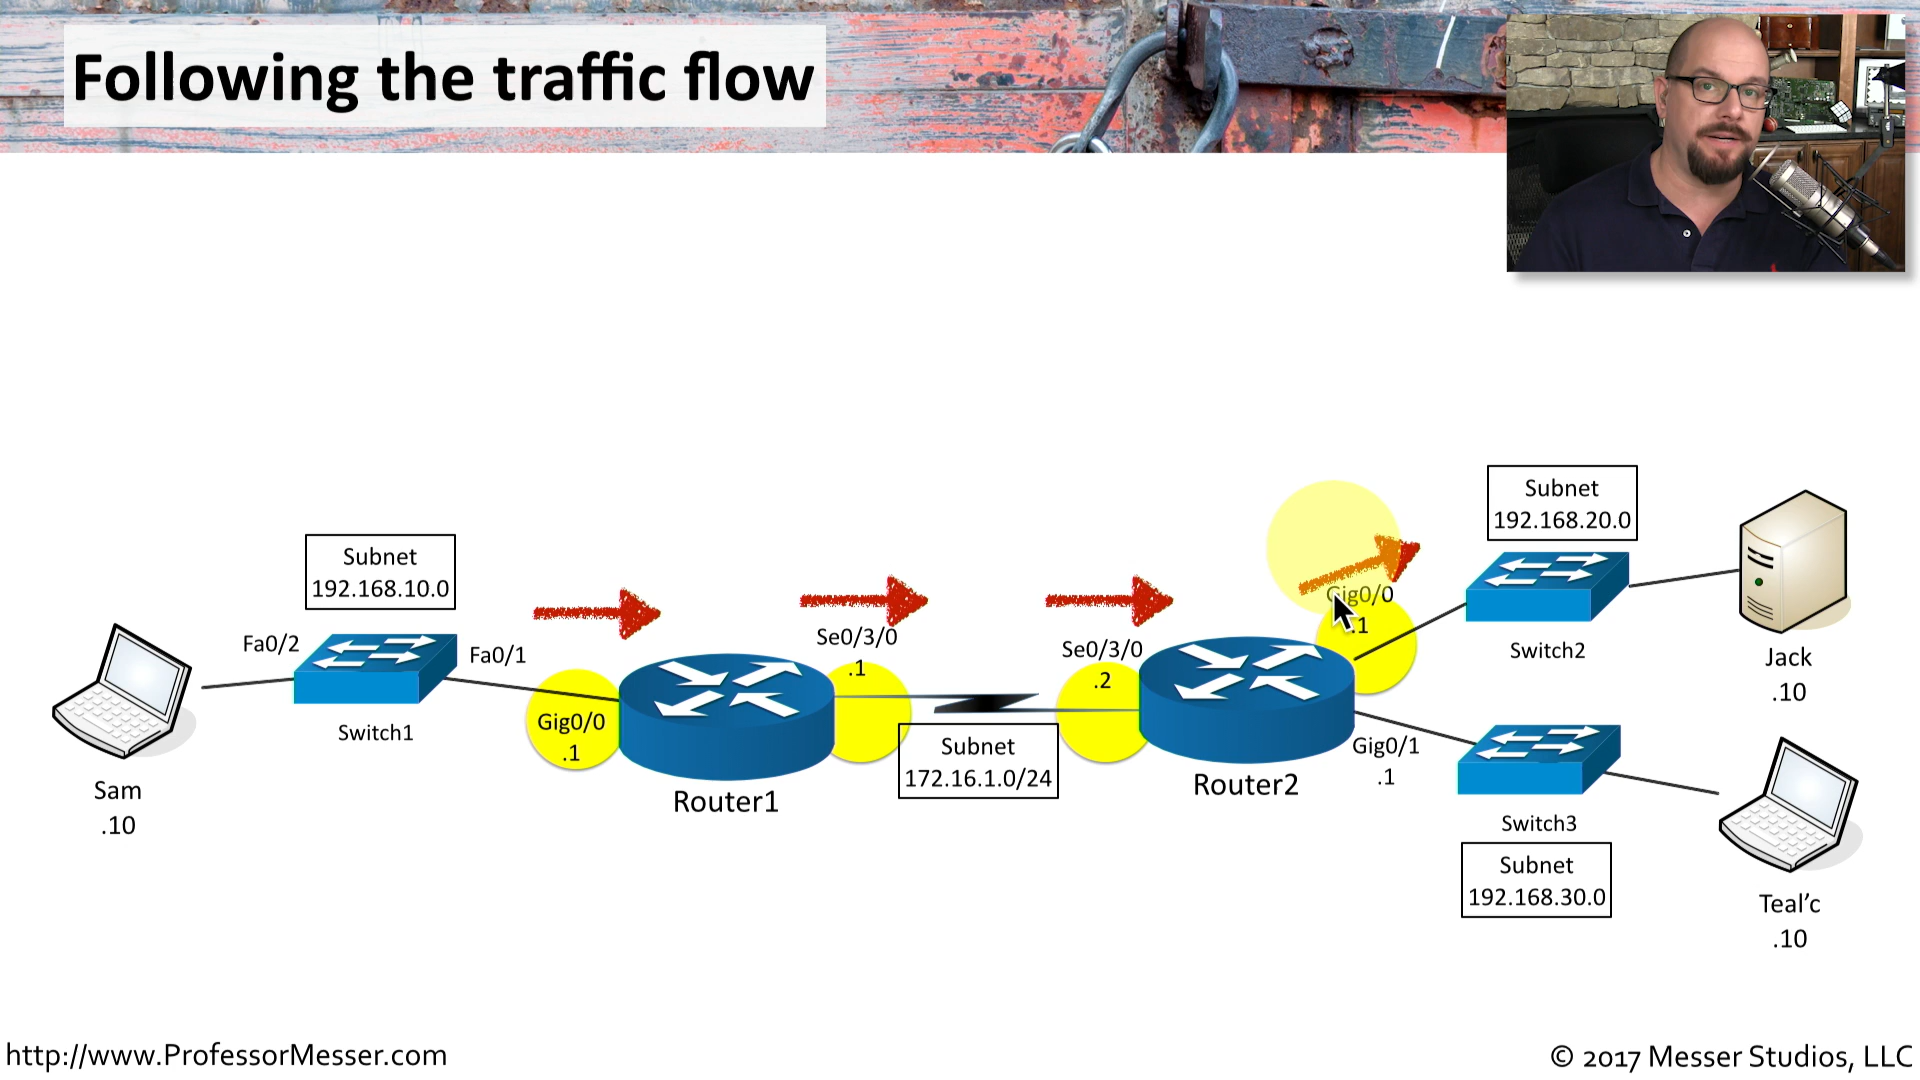 Following the traffic flow
Subnet
192.168.20.0
Subnet
192.168.10.0
Gig0/0
.1
Se0/3/0
.1
Se0/3/0
.2
Fa0/2
Fa0/1
Switch2
Jack
.10
Switch1
Gig0/0
.1
Subnet
172.16.1.0/24
Gig0/1
.1
Router1
Router2
Sam
.10
Switch3
Subnet
192.168.30.0
Teal’c
.10
http://www.ProfessorMesser.com
© 2017 Messer Studios, LLC